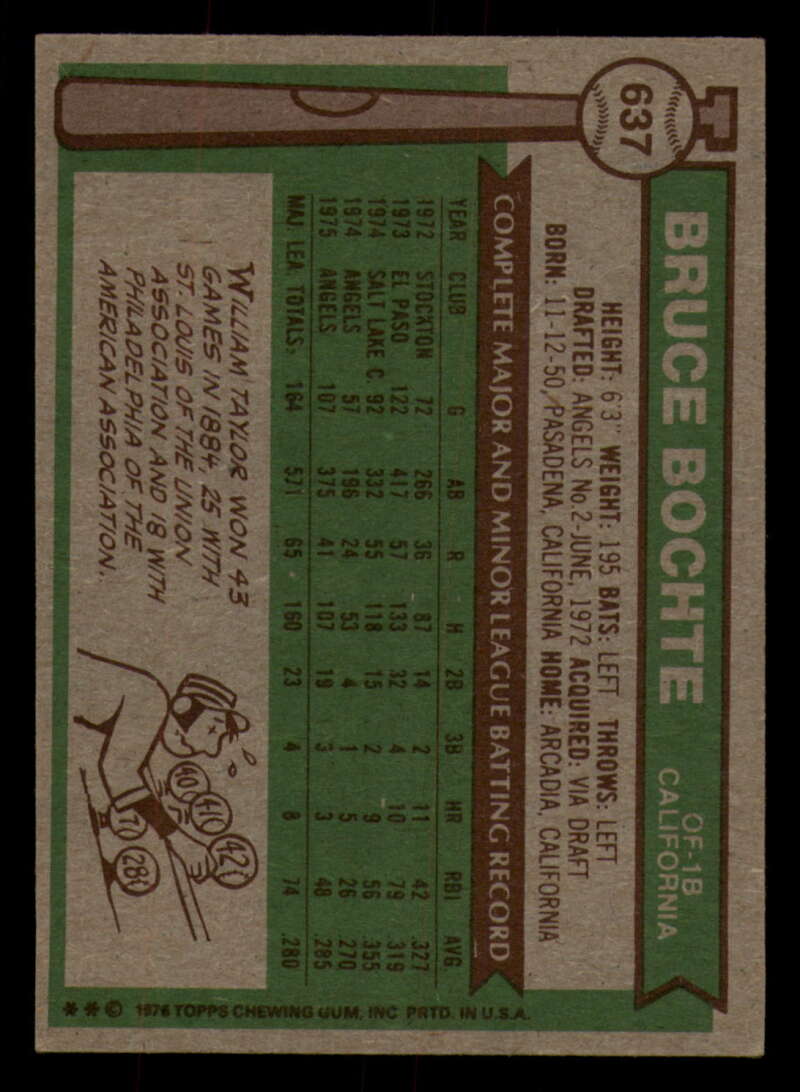 637
BRUCE BOCHTE
OF-1B
CALIFORNIA
HEIGHT: 6'3" WEIGHT: 195 BATS: LEFT THROWS: LEFT
DRAFTED: ANGELS No. 2-JUNE, 1972 ACQUIRED: VIA DRAFT
BORN: 11-12-50, PASADENA, CALIFORNIA HOME: ARCADIA, CALIFORNIA
COMPLETE MAJOR AND MINOR LEAGUE BATTING RECORD
YEAR CLUB G AB R H 2B 3B HR RBI AVG
1972 STOCKTON 72 266 36 87 14 2 11 42 .327
1973 EL PASO 122 417 57 133 32 4 10 79 .319
1974 SALT LAKE C. 92 332 55 118 15 2 9 56 .355
1974 ANGELS 57 196 24 53 4 1 5 26 .270
1975 ANGELS 107 375 41 107 19 3 3 48 .285
MAJ. LEA. TOTALS, 164 571 65 160 23 4 8 74 .280
WILLIAM TAYLOR WON 43
GAMES IN 1884, 25 WITH
ST. LOUIS OF THE UNION
ASSOCIATION AND 18 WITH
PHILADELPHIA OF THE
AMERICAN ASSOCIATION.
40
41
42
28
** © 1976 TOPPS CHEWING GUM, INC PRTD. IN U.S.A.